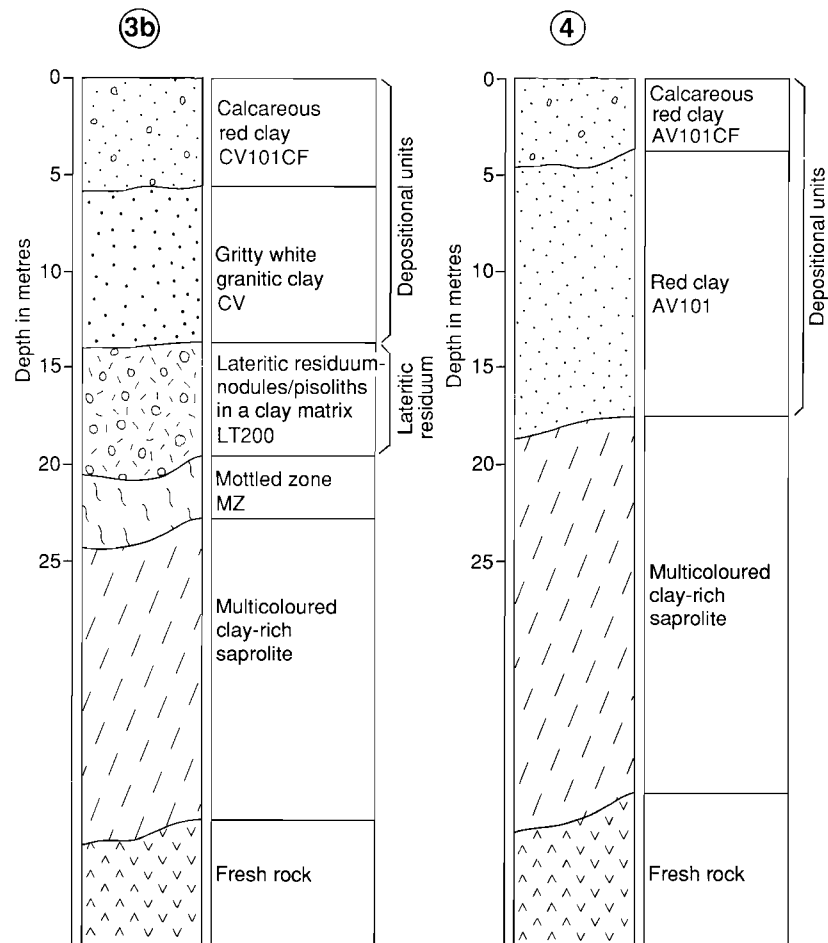 3b
Depth in metres
0
5
10
15
20
25
Calcareous
red clay
CV101CF
Gritty white
granitic clay
CV
Lateritic residuum-
nodules/pisoliths
in a clay matrix
LT200
Mottled zone
MZ
Multicoloured
clay-rich
saprolite
Fresh rock
Depositional units
Lateritic
residuum
4
Depth in metres
0
5
10
15
20
25
Calcareous
red clay
AV101CF
Red clay
AV101
Multicoloured
clay-rich
saprolite
Fresh rock
Depositional units